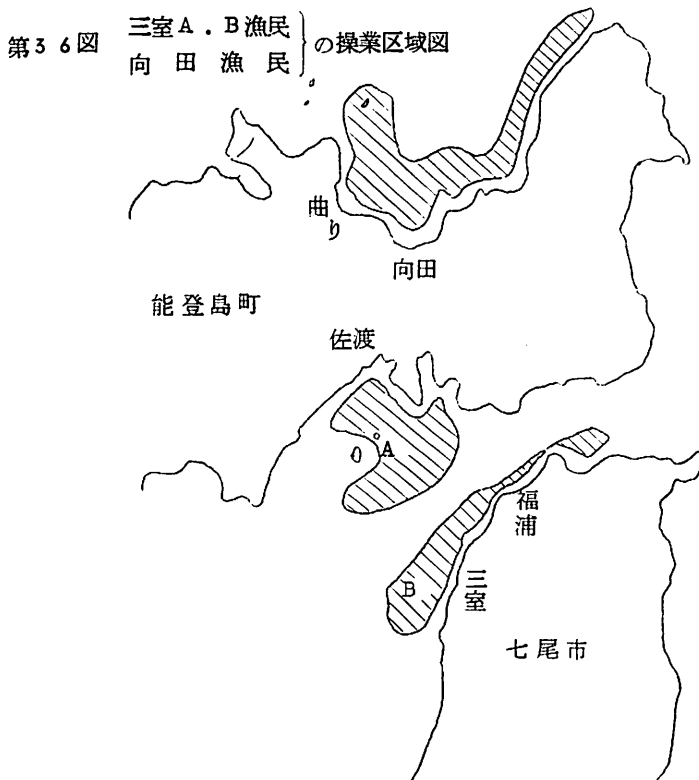 第36図 三室A.B漁民
向田漁民
の操業区域図
曲り
向田
能登島町
佐渡
A
福浦
B
三室
七尾市